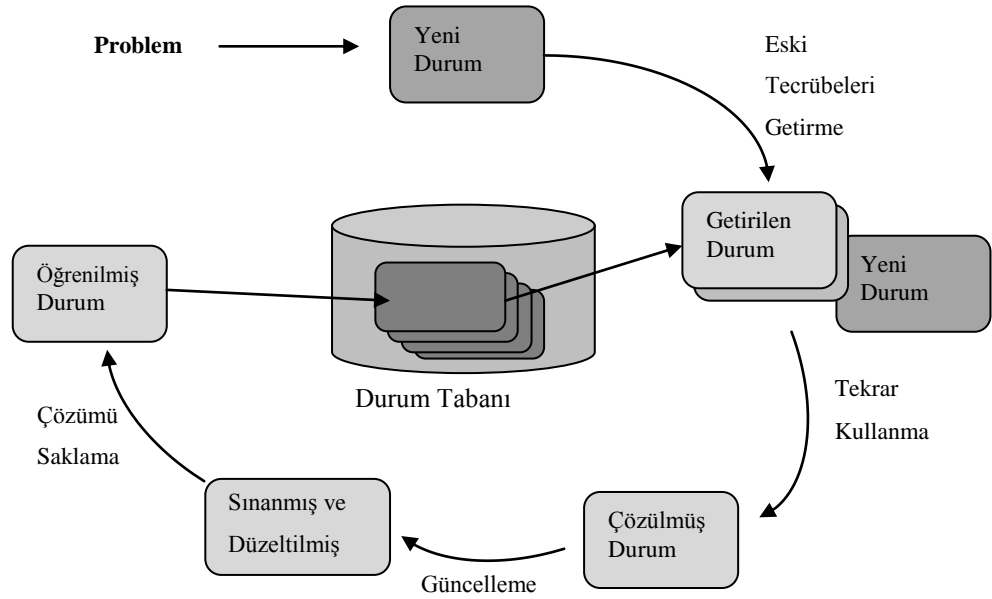 Problem
Yeni
Durum
Eski
Tecrübeleri
Getirme
Getirilen
Durum
Yeni
Durum
Öğrenilmiş
Durum
Durum Tabanı
Tekrar
Kullanma
Çözümü
Saklama
Sınanmış ve
Düzeltilmiş
Çözülmüş
Durum
Güncelleme